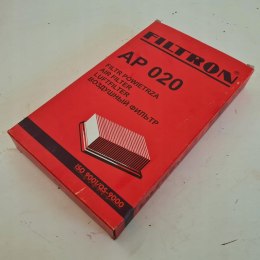 FILTRON
AP 020
FILTR POWIETRZA
AIR FILTER
LUFTFILTER
ВОЗДУШНЫЙ ФИЛЬТР
ISO 9001/QS-9000